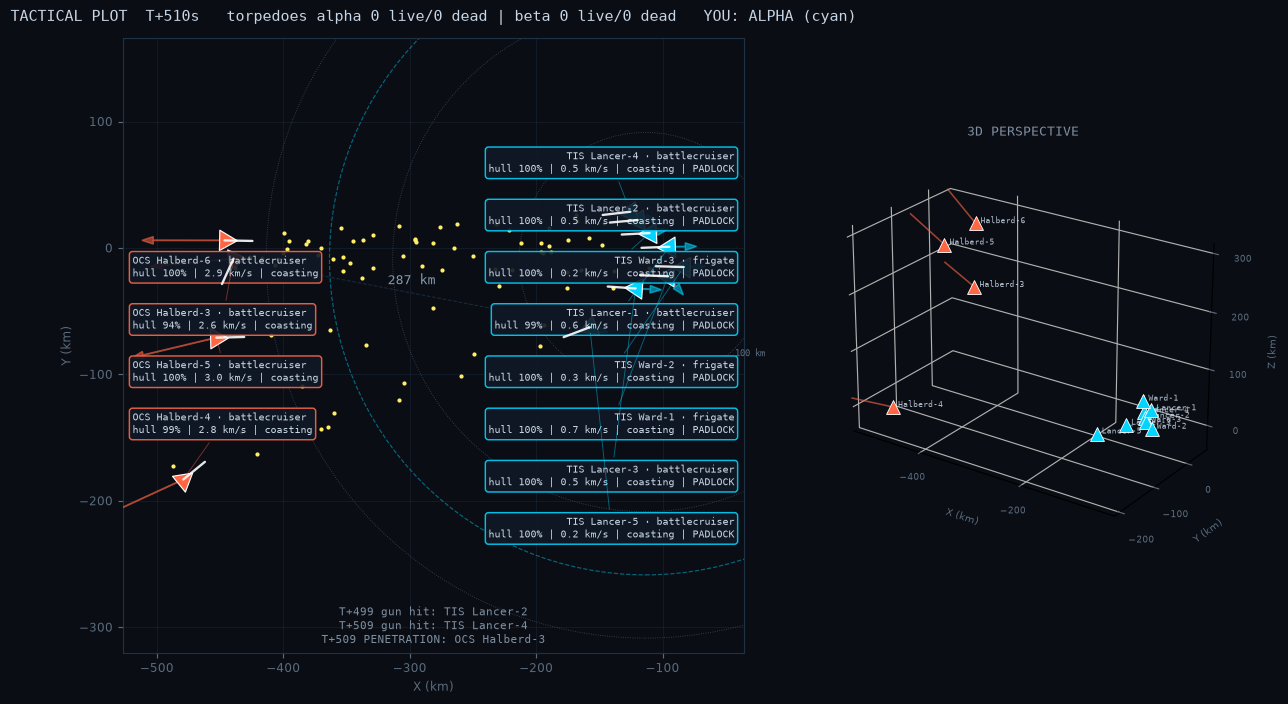 TACTICAL PLOT  T+510s   torpedoes alpha 0 live/0 dead | beta 0 live/0 dead   YOU: ALPHA (cyan)
TIS Lancer-4 · battlecruiser
hull 100% | 0.5 km/s | coasting | PADLOCK
TIS Lancer-2 · battlecruiser
hull 100% | 0.5 km/s | coasting | PADLOCK
TIS Ward-3 · frigate
hull 100% | 0.2 km/s | coasting | PADLOCK
TIS Lancer-1 · battlecruiser
hull 99% | 0.6 km/s | coasting | PADLOCK
TIS Ward-2 · frigate
hull 100% | 0.3 km/s | coasting | PADLOCK
TIS Ward-1 · frigate
hull 100% | 0.7 km/s | coasting | PADLOCK
TIS Lancer-3 · battlecruiser
hull 100% | 0.5 km/s | coasting | PADLOCK
TIS Lancer-5 · battlecruiser
hull 100% | 0.2 km/s | coasting | PADLOCK
OCS Halberd-6 · battlecruiser
hull 100% | 2.9 km/s | coasting
OCS Halberd-3 · battlecruiser
hull 94% | 2.6 km/s | coasting
OCS Halberd-5 · battlecruiser
hull 100% | 3.0 km/s | coasting
OCS Halberd-4 · battlecruiser
hull 99% | 2.8 km/s | coasting
287 km
100 km
T+499 gun hit: TIS Lancer-2
T+509 gun hit: TIS Lancer-4
T+509 PENETRATION: OCS Halberd-3
100
0
−100
−200
−300
Y (km)
−500
−400
−300
−200
−100
X (km)
3D PERSPECTIVE
Halberd-6
Halberd-5
Halberd-3
Halberd-4
Ward-1
Ward-2
300
200
100
0
Z (km)
−400
−200
X (km)
0
−100
−200
Y (km)